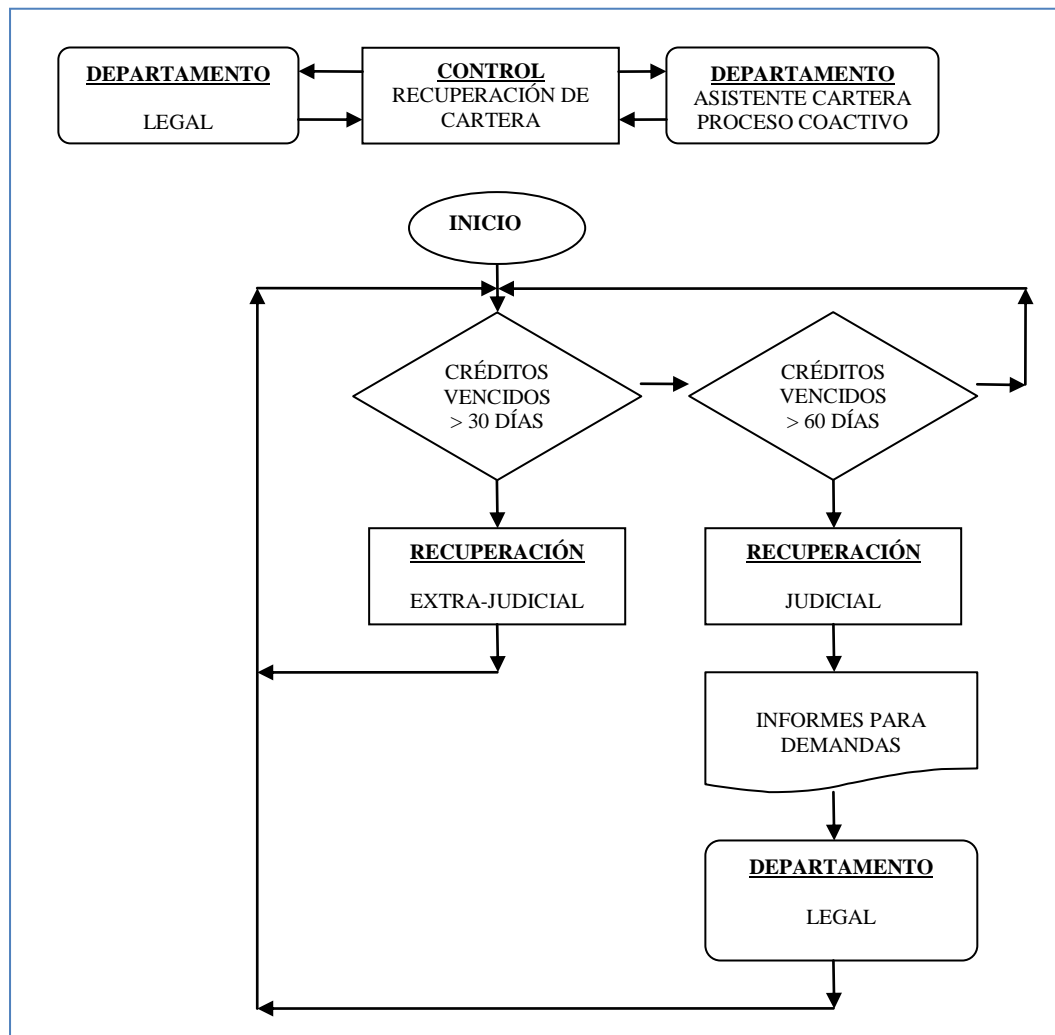 DEPARTAMENTO
LEGAL
CONTROL
RECUPERACIÓN DE
CARTERA
DEPARTAMENTO
ASISTENTE CARTERA
PROCESO COACTIVO
INICIO
CRÉDITOS
VENCIDOS
> 30 DÍAS
CRÉDITOS
VENCIDOS
> 60 DÍAS
RECUPERACIÓN
EXTRA-JUDICIAL
RECUPERACIÓN
JUDICIAL
INFORMES PARA
DEMANDAS
DEPARTAMENTO
LEGAL